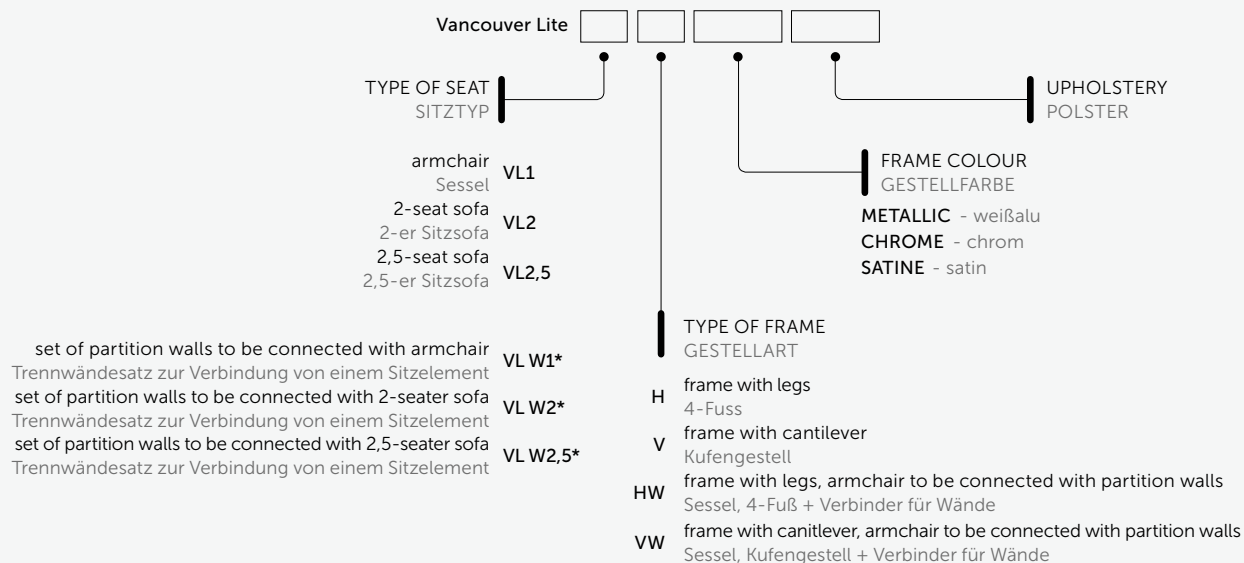 Vancouver Lite
TYPE OF SEAT
SITZTYP
armchair
Sessel
VL1
2-seat sofa
2-er Sitzsofa
VL2
2,5-seat sofa
2,5-er Sitzsofa
VL2,5
set of partition walls to be connected with armchair
Trennwändesatz zur Verbindung von einem Sitzelement
VL W1*
set of partition walls to be connected with 2-seater sofa
Trennwändesatz zur Verbindung von einem Sitzelement
VL W2*
set of partition walls to be connected with 2,5-seater sofa
Trennwändesatz zur Verbindung von einem Sitzelement
VL W2,5*
TYPE OF FRAME
GESTELLART
H
frame with legs
4-Fuss
V
frame with cantilever
Kufengestell
HW
frame with legs, armchair to be connected with partition walls
Sessel, 4-Fuß + Verbinder für Wände
VW
frame with canitlever, armchair to be connected with partition walls
Sessel, Kufengestell + Verbinder für Wände
FRAME COLOUR
GESTELLFARBE
METALLIC - weißalu
CHROME - chrom
SATINE - satin
UPHOLSTERY
POLSTER